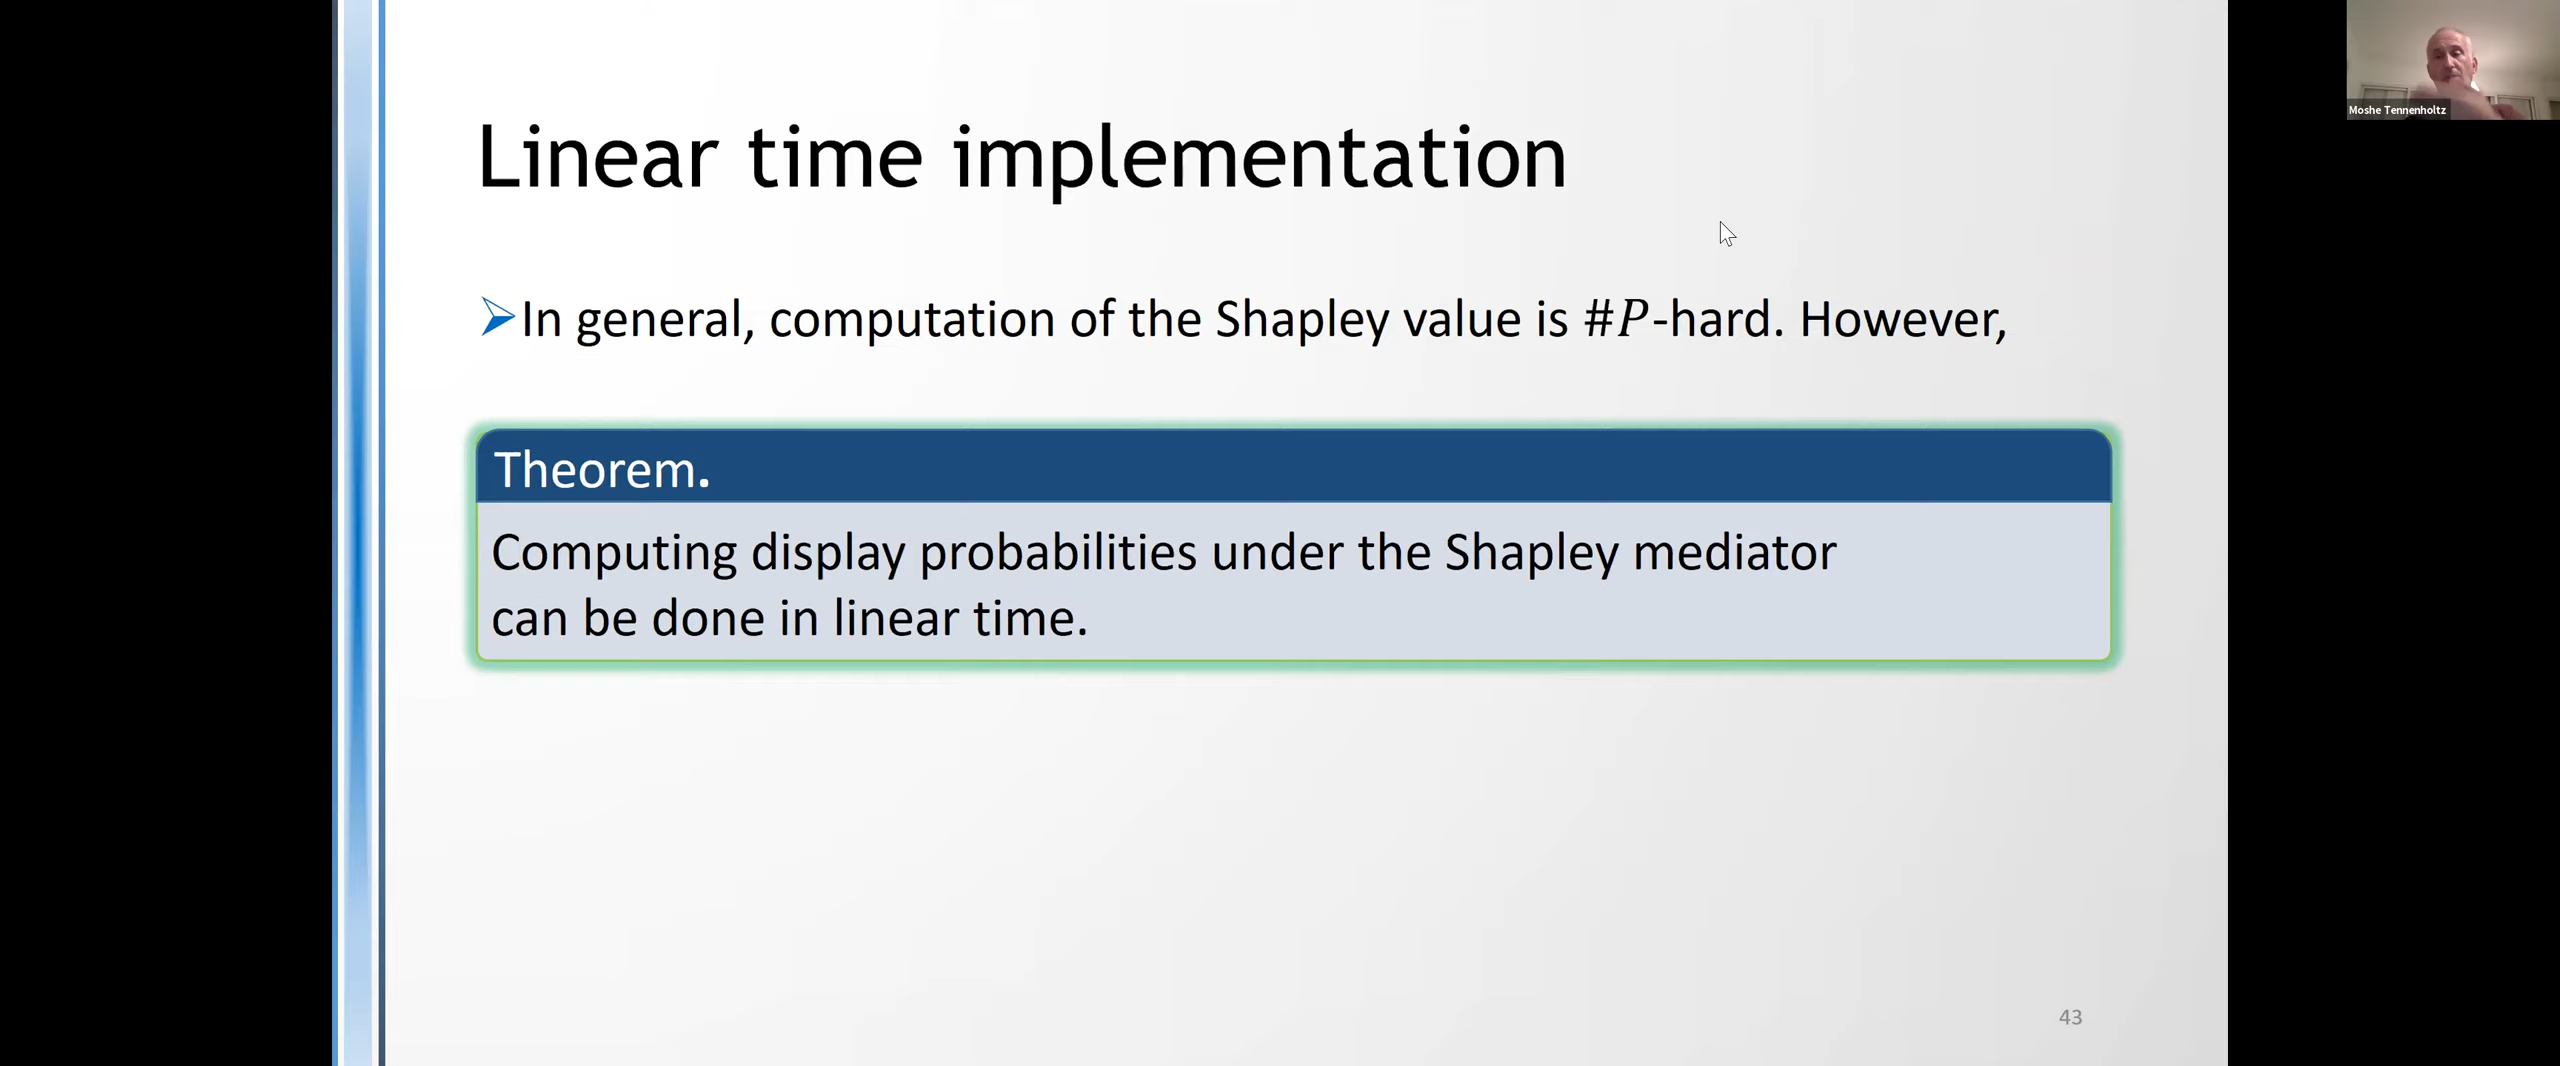 Linear time implementation
In general, computation of the Shapley value is #P-hard. However,
Theorem.
Computing display probabilities under the Shapley mediator
can be done in linear time.
43
Moshe Tennenholtz